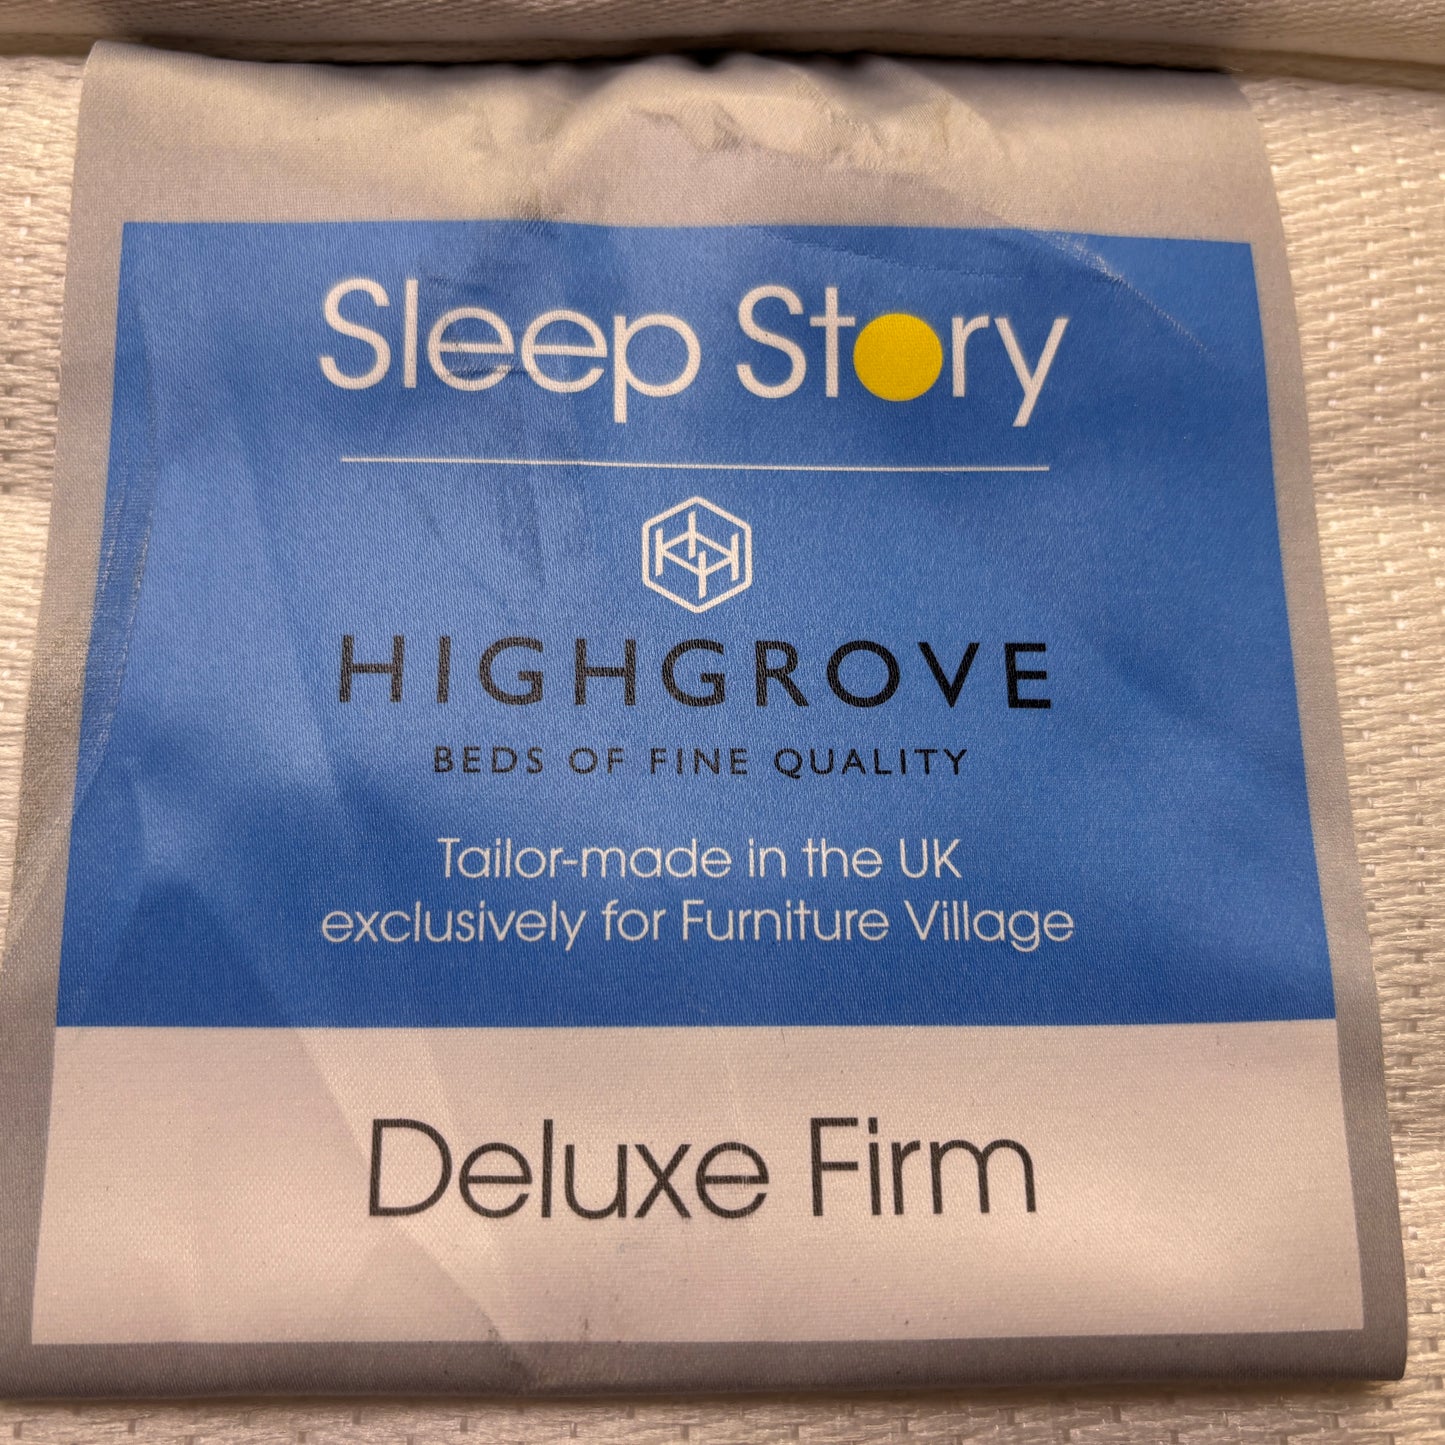 Sleep Story
HIGHGROVE
BEDS OF FINE QUALITY
Tailor-made in the UK
exclusively for Furniture Village
Deluxe Firm